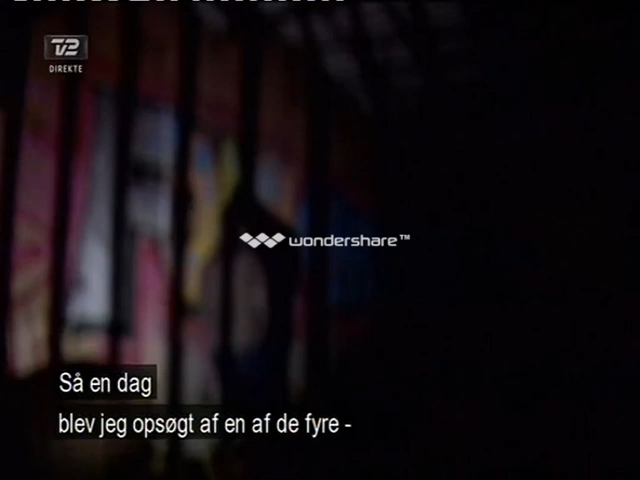 TV2
DIREKTE
wondershare™
Så en dag
blev jeg opsøgt af en af de fyre -